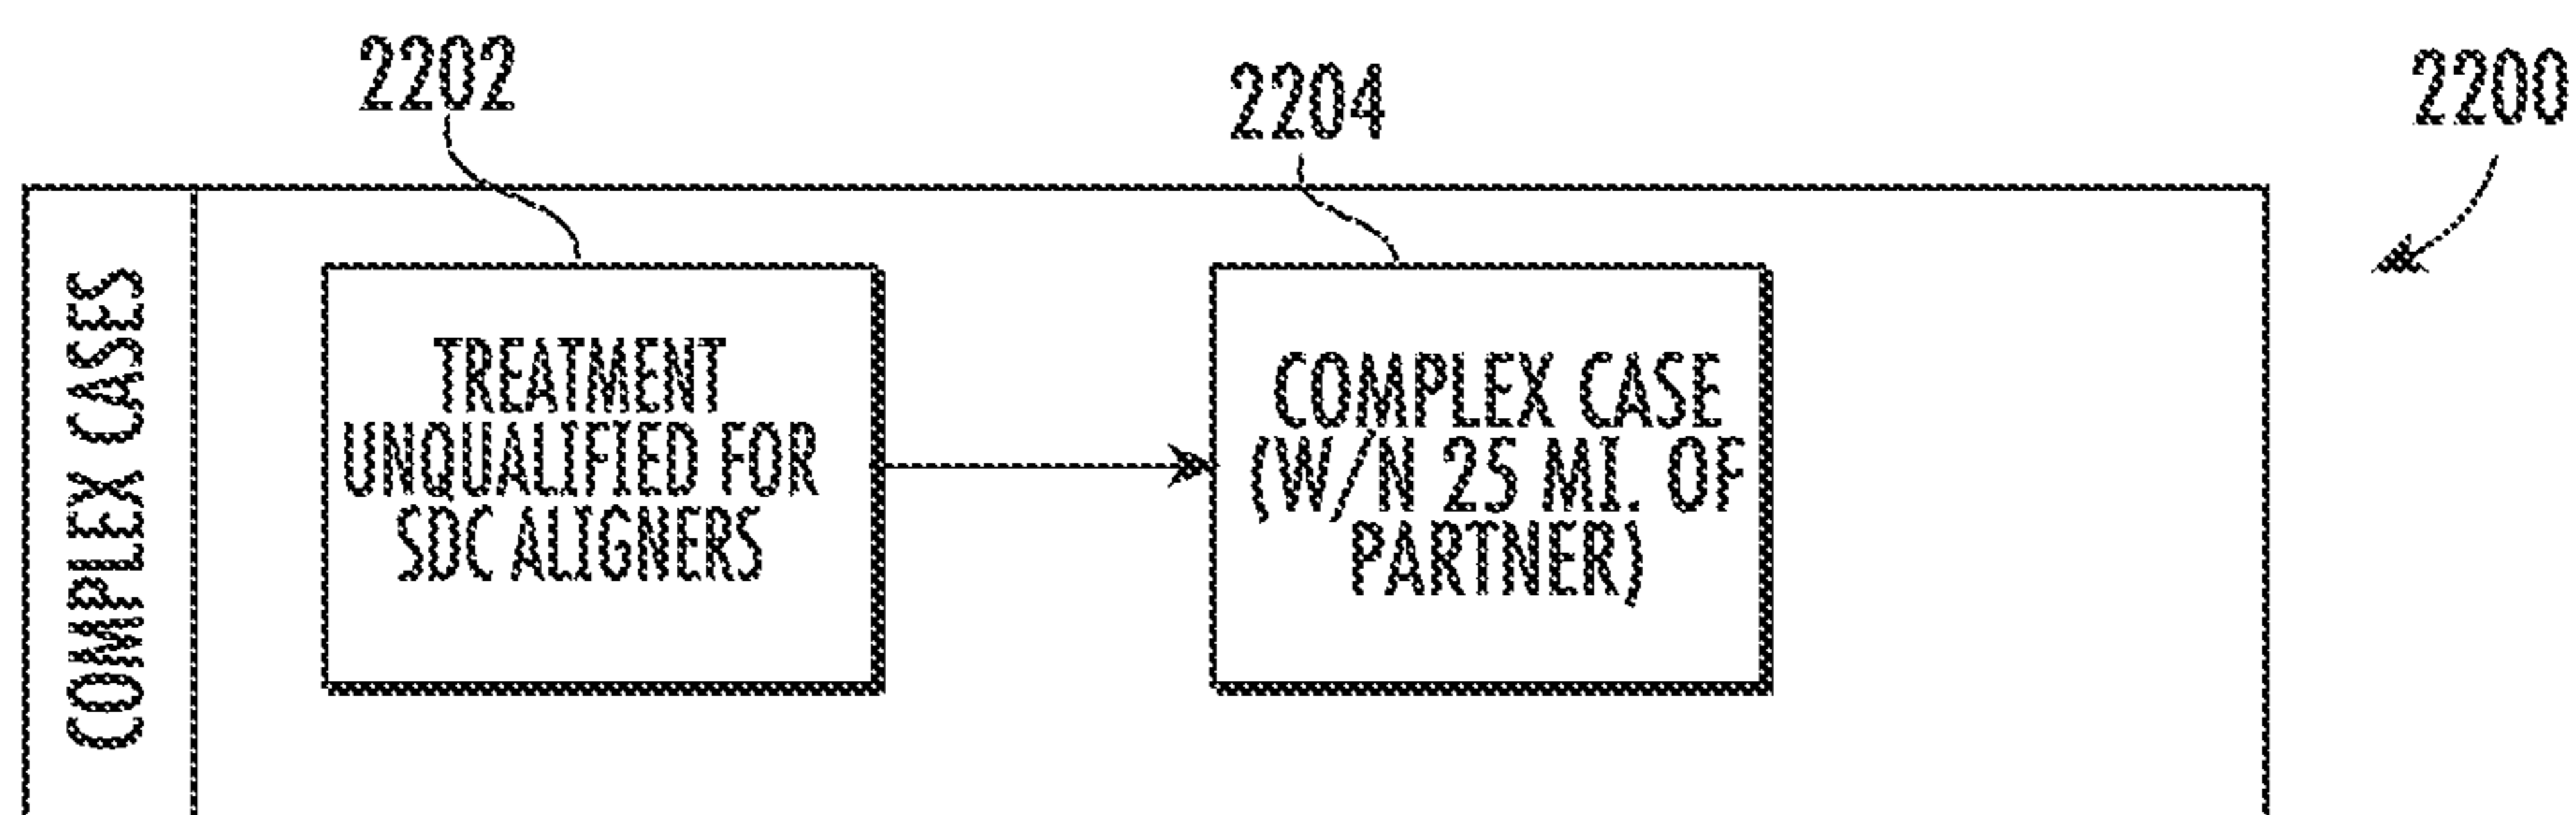 2202
2204
2200
COMPLEX CASES
TREATMENT
UNQUALIFIED FOR
SDC ALIGNERS
COMPLEX CASE
(W/N 25 MI. OF
PARTNER)